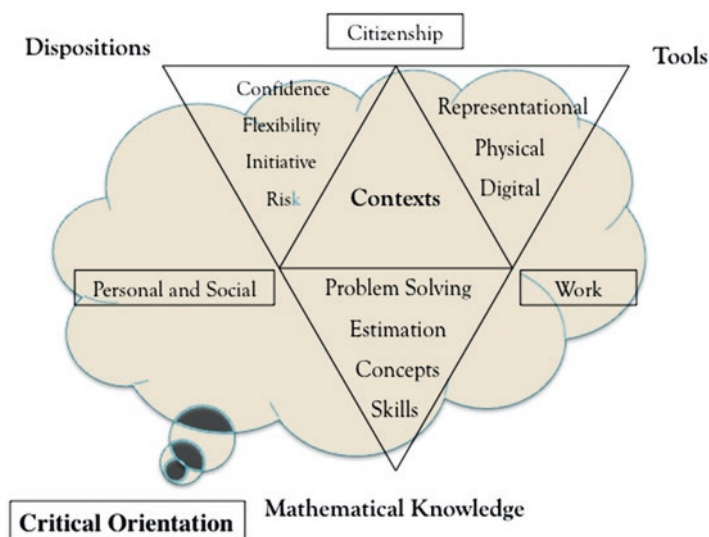 Citizenship
Dispositions
Tools
Confidence
Flexibility
Initiative
Risk
Representational
Physical
Digital
Contexts
Personal and Social
Work
Problem Solving
Estimation
Concepts
Skills
Critical Orientation
Mathematical Knowledge